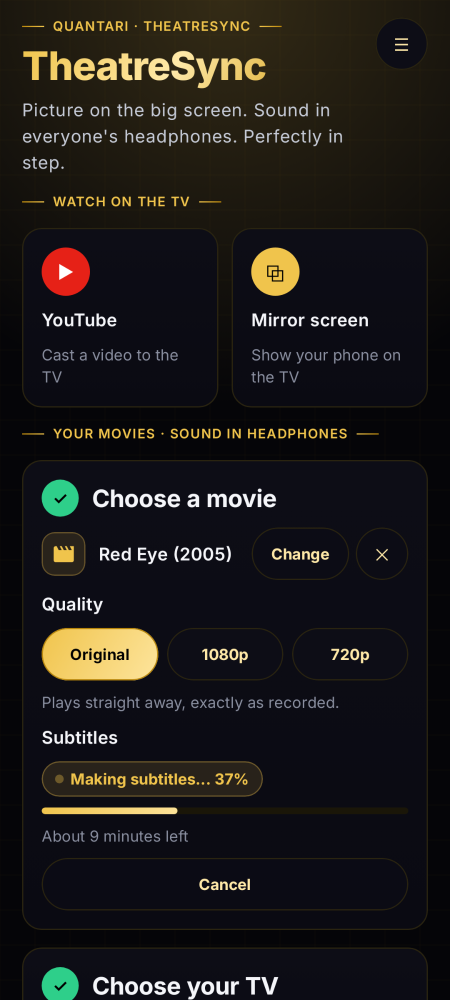 QUANTARI · THEATRESYNC
TheatreSync
Picture on the big screen. Sound in
everyone's headphones. Perfectly in
step.
WATCH ON THE TV
YouTube
Cast a video to the
TV
Mirror screen
Show your phone on
the TV
YOUR MOVIES · SOUND IN HEADPHONES
Choose a movie
Red Eye (2005)
Change
Quality
Original
1080p
720p
Plays straight away, exactly as recorded.
Subtitles
Making subtitles... 37%
About 9 minutes left
Cancel
Choose your TV